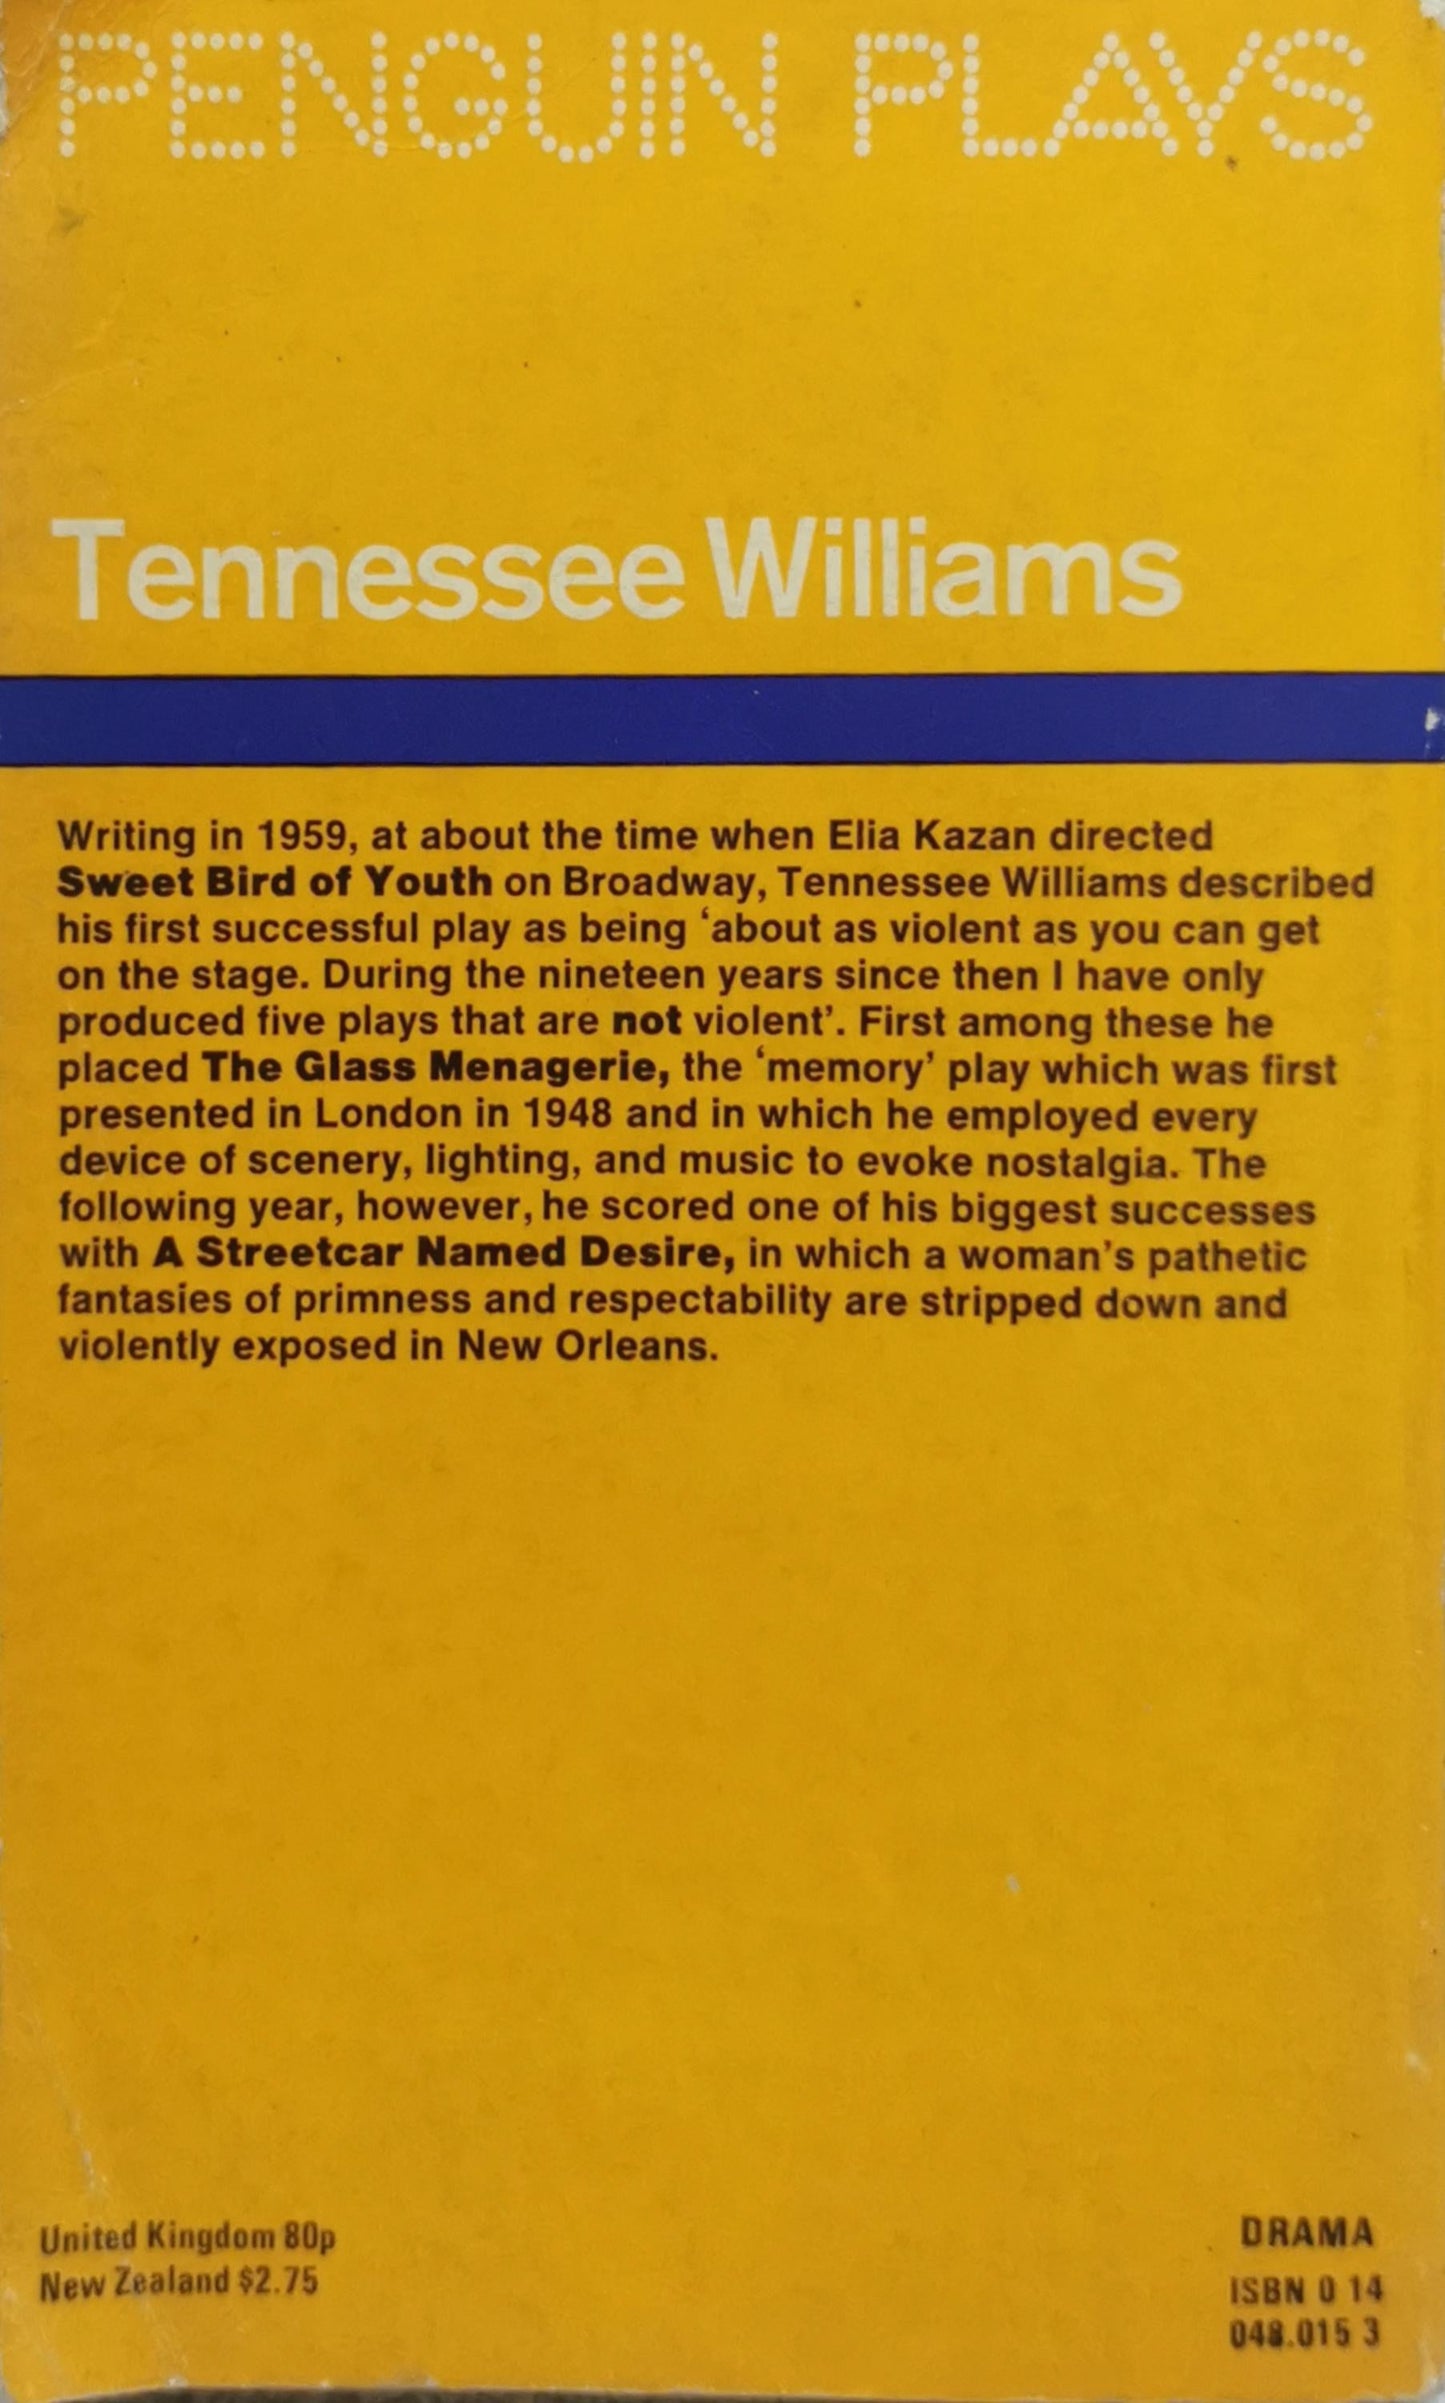 PENGUIN PLAYS
Tennessee Williams
Writing in 1959, at about the time when Elia Kazan directed
Sweet Bird of Youth on Broadway, Tennessee Williams described
his first successful play as being ‘about as violent as you can get
on the stage. During the nineteen years since then I have only
produced five plays that are not violent’. First among these he
placed The Glass Menagerie, the ‘memory’ play which was first
presented in London in 1948 and in which he employed every
device of scenery, lighting, and music to evoke nostalgia. The
following year, however, he scored one of his biggest successes
with A Streetcar Named Desire, in which a woman’s pathetic
fantasies of primness and respectability are stripped down and
violently exposed in New Orleans.
United Kingdom 80p
New Zealand $2.75
DRAMA
ISBN 0 14
048.015 3